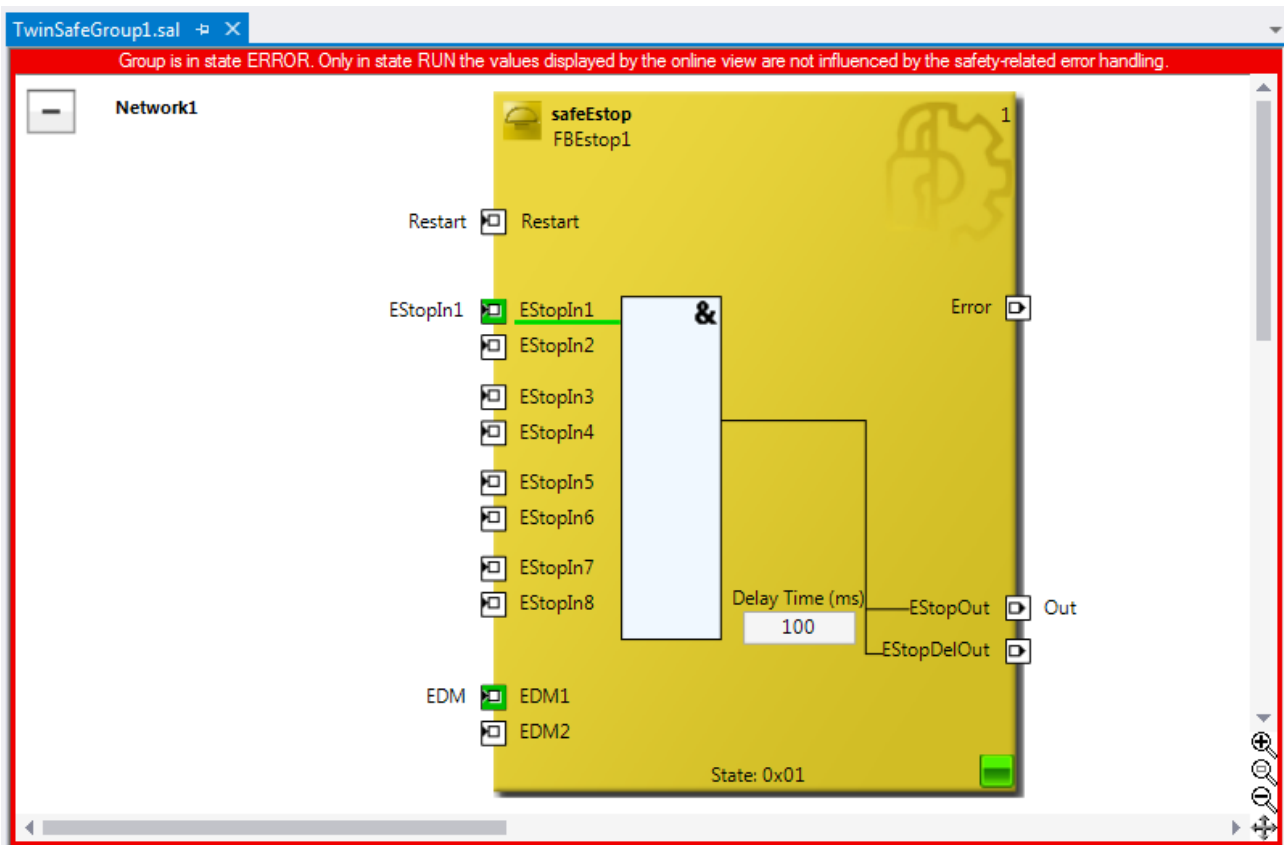 TwinSafeGroup1.sal
Group is in state ERROR. Only in state RUN the values displayed by the online view are not influenced by the safety-related error handling.
Network1
safeEstop
1
FBEstop1
Restart Restart
EStopIn1 EStopIn1 & Error
EStopIn2
EStopIn3
EStopIn4
EStopIn5
EStopIn6
EStopIn7
EStopIn8 Delay Time (ms) EStopOut Out
100
EStopDelOut
EDM EDM1
EDM2
State: 0x01